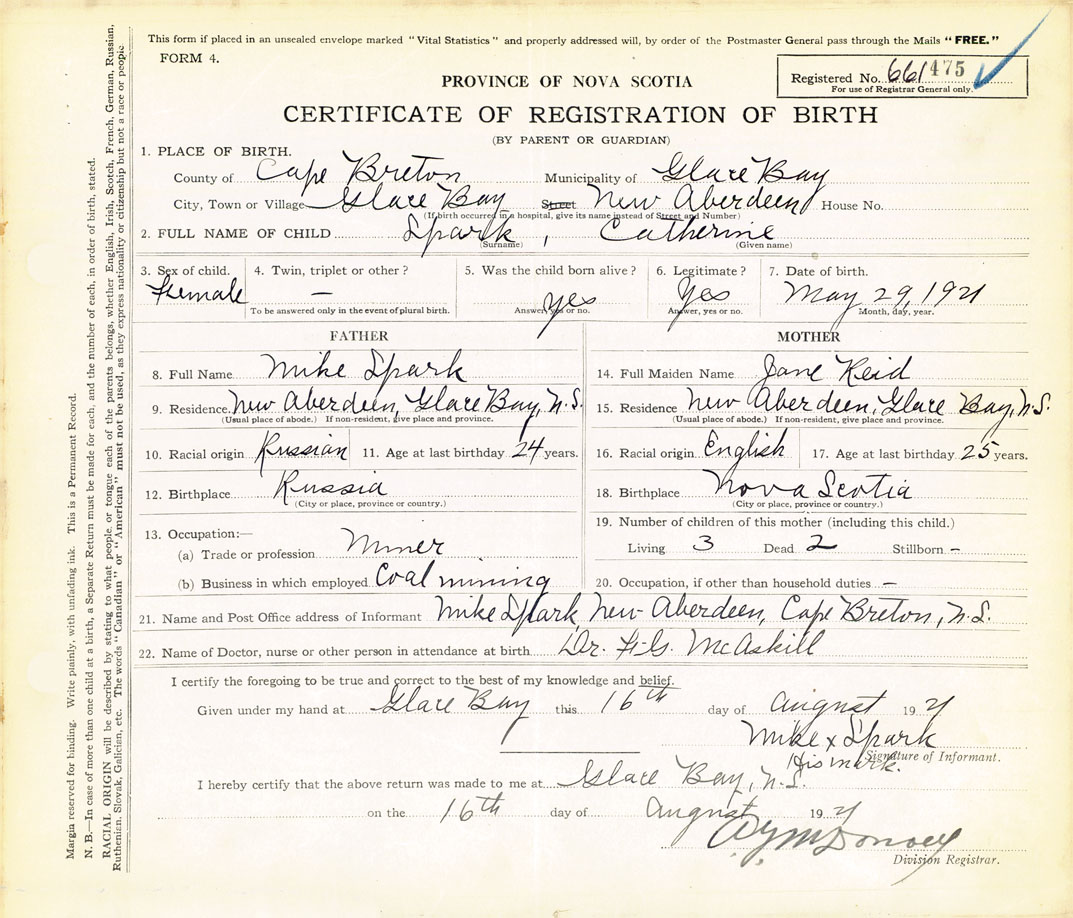 This form if placed in an unsealed envelope marked "Vital Statistics" and properly addressed will, by order of the Postmaster General pass through the Mails "FREE."
FORM 4.
Registered No. 661475
For use of Registrar General only.
PROVINCE OF NOVA SCOTIA
CERTIFICATE OF REGISTRATION OF BIRTH
(BY PARENT OR GUARDIAN)
1. PLACE OF BIRTH.
County of Cape Breton Municipality of Glace Bay
City, Town or Village Glace Bay Street New Aberdeen House No.
(If birth occurred in a hospital, give its name instead of Street and Number)
2. FULL NAME OF CHILD Spark, Catherine
(Surname) (Given name)
3. Sex of child. 4. Twin, triplet or other? 5. Was the child born alive? 6. Legitimate? 7. Date of birth.
Female — yes Yes May 29, 1921
To be answered only in the event of plural birth. Answer, yes or no. Answer, yes or no. Month, day, year.
FATHER
8. Full Name Mike Spark
9. Residence New Aberdeen, Glace Bay, N.S.
(Usual place of abode.) If non-resident, give place and province.
10. Racial origin Russian 11. Age at last birthday 24 years.
12. Birthplace Russia
(City or place, province or country.)
13. Occupation:—
(a) Trade or profession Miner
(b) Business in which employed Coal mining
MOTHER
14. Full Maiden Name Jane Reid
15. Residence New Aberdeen, Glace Bay, N.S.
(Usual place of abode.) If non-resident, give place and province.
16. Racial origin English 17. Age at last birthday 25 years.
18. Birthplace Nova Scotia
(City or place, province or country.)
19. Number of children of this mother (including this child.)
Living 3 Dead 2 Stillborn –
20. Occupation, if other than household duties –
21. Name and Post Office address of Informant Mike Spark, New Aberdeen, Cape Breton, N.S.
22. Name of Doctor, nurse or other person in attendance at birth Dr. F.G. McAskill
I certify the foregoing to be true and correct to the best of my knowledge and belief.
Given under my hand at Glace Bay this 16th day of August 1921
Mike x Spark
Signature of Informant.
His mark.
I hereby certify that the above return was made to me at Glace Bay, N.S.
on the 16th day of August 1921
Division Registrar.
Margin reserved for binding. Write plainly, with unfading ink. This is a Permanent Record.
N. B.—In case of more than one child at a birth, a Separate Return must be made for each, and the number of each, in order of birth, stated.
RACIAL ORIGIN will be described by stating to what people, or tongue each of the parents belongs, whether English, Irish, Scotch, French, German, Russian,
Ruthenian, Slovak, Galician, etc. The words "Canadian" or "American" must not be used, as they express nationality or citizenship but not a race or people